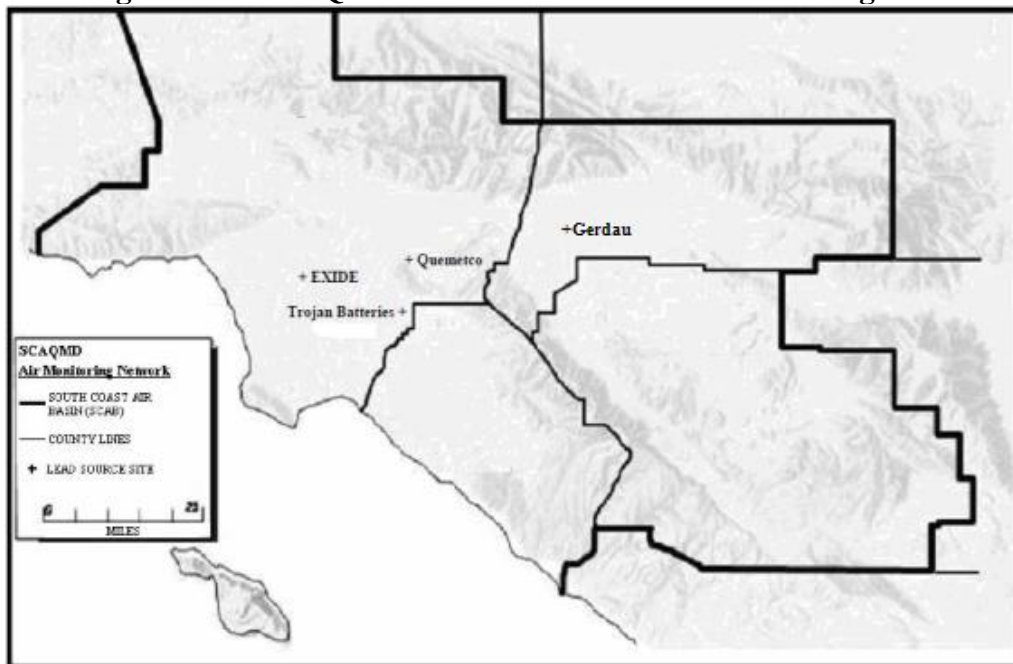 +Gerdau
+ Quemetco
+ EXIDE
Trojan Batteries +
SCAQMD
Air Monitoring Network
SOUTH COAST AIR
BASIN (SCAB)
COUNTY LINES
+ LEAD SOURCE SITE
0 25
MILES